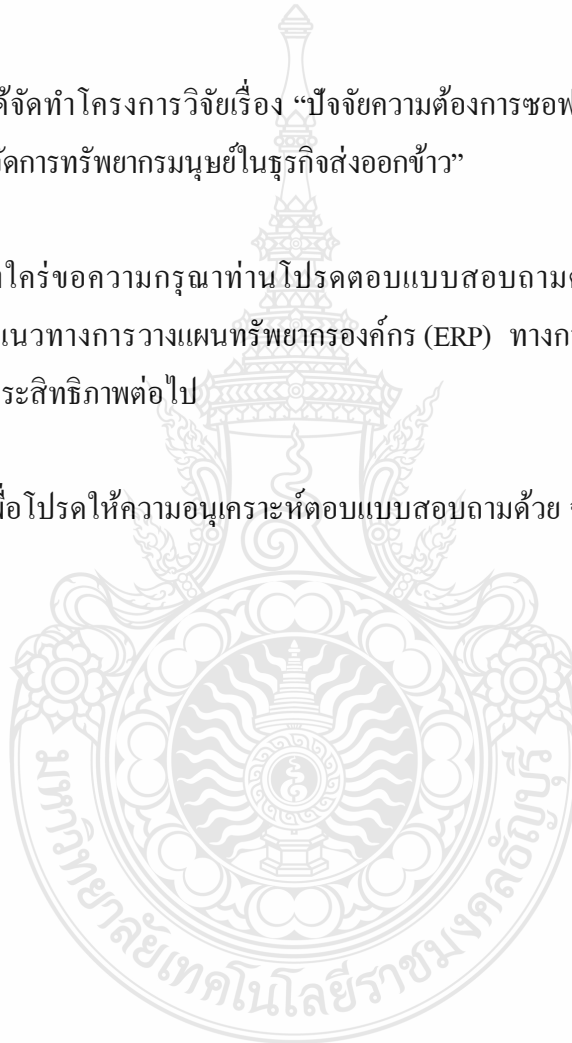 ด้จัดทำโครงการวิจัยเรื่อง “ปัจจัยความต้องการซอฟ
จัดการทรัพยากรมนุษย์ในธุรกิจส่งออกข้าว”
ใคร่ขอความกรุณาท่านโปรดตอบแบบสอบถาม
แนวทางการวางแผนทรัพยากรองค์กร (ERP) ทางก
ระสิทธิภาพต่อไป
พื่อโปรดให้ความอนุเคราะห์ตอบแบบสอบถามด้วย
มหาวิทยาลัยเทคโนโลยีราชมงคลธัญบุรี